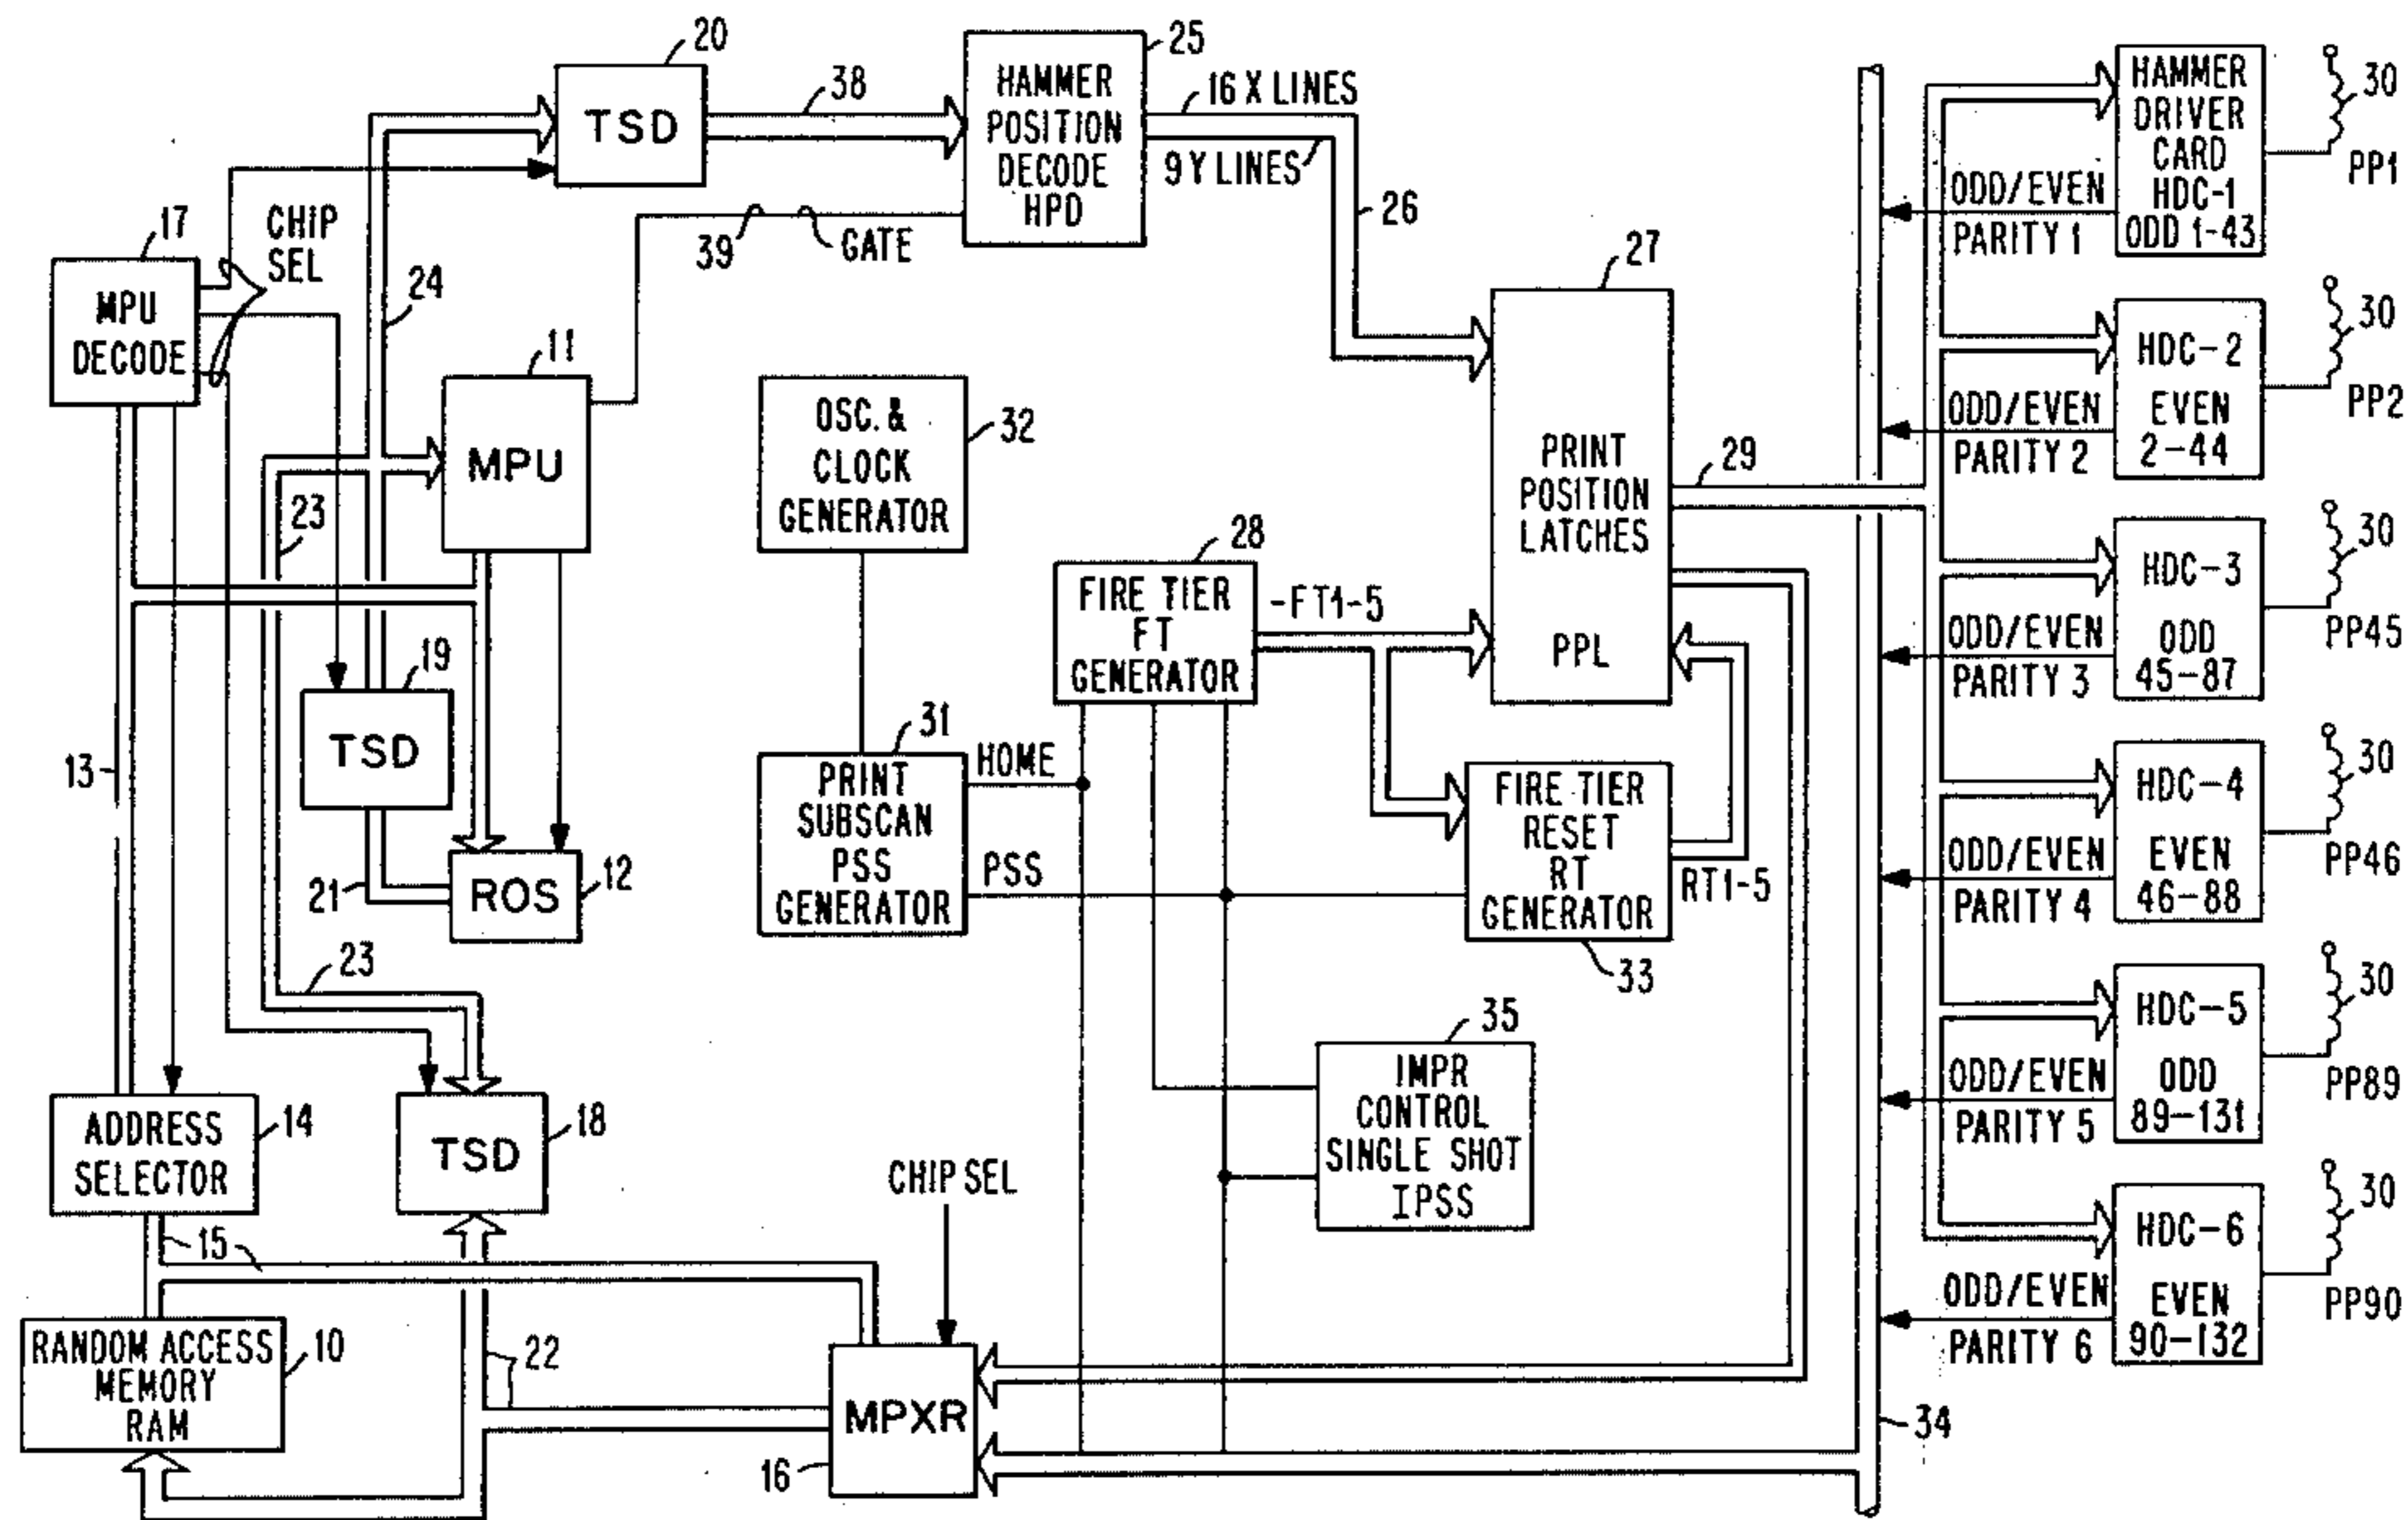 20
TSD
38
25
HAMMER
POSITION
DECODE
HPD
16 X LINES
9 Y LINES
26
39
GATE
17
MPU
DECODE
CHIP
SEL
24
11
MPU
23
OSC. &
CLOCK
GENERATOR
32
27
PRINT
POSITION
LATCHES
PPL
29
28
FIRE TIER
FT
GENERATOR
-FT1-5
13
19
TSD
21
ROS
12
31
PRINT
SUBSCAN
PSS
GENERATOR
HOME
PSS
FIRE TIER
RESET
RT
GENERATOR
RT1-5
33
23
ADDRESS
SELECTOR
14
TSD
18
35
IMPR
CONTROL
SINGLE SHOT
IPSS
CHIP SEL
15
RANDOM ACCESS
MEMORY
RAM
10
22
MPXR
16
34
HAMMER
DRIVER
CARD
HDC-1
ODD 1-43
30
PP1
ODD/EVEN
PARITY 1
HDC-2
EVEN
2-44
30
PP2
ODD/EVEN
PARITY 2
HDC-3
ODD
45-87
30
PP45
ODD/EVEN
PARITY 3
HDC-4
EVEN
46-88
30
PP46
ODD/EVEN
PARITY 4
HDC-5
ODD
89-131
30
PP89
ODD/EVEN
PARITY 5
HDC-6
EVEN
90-132
30
PP90
ODD/EVEN
PARITY 6